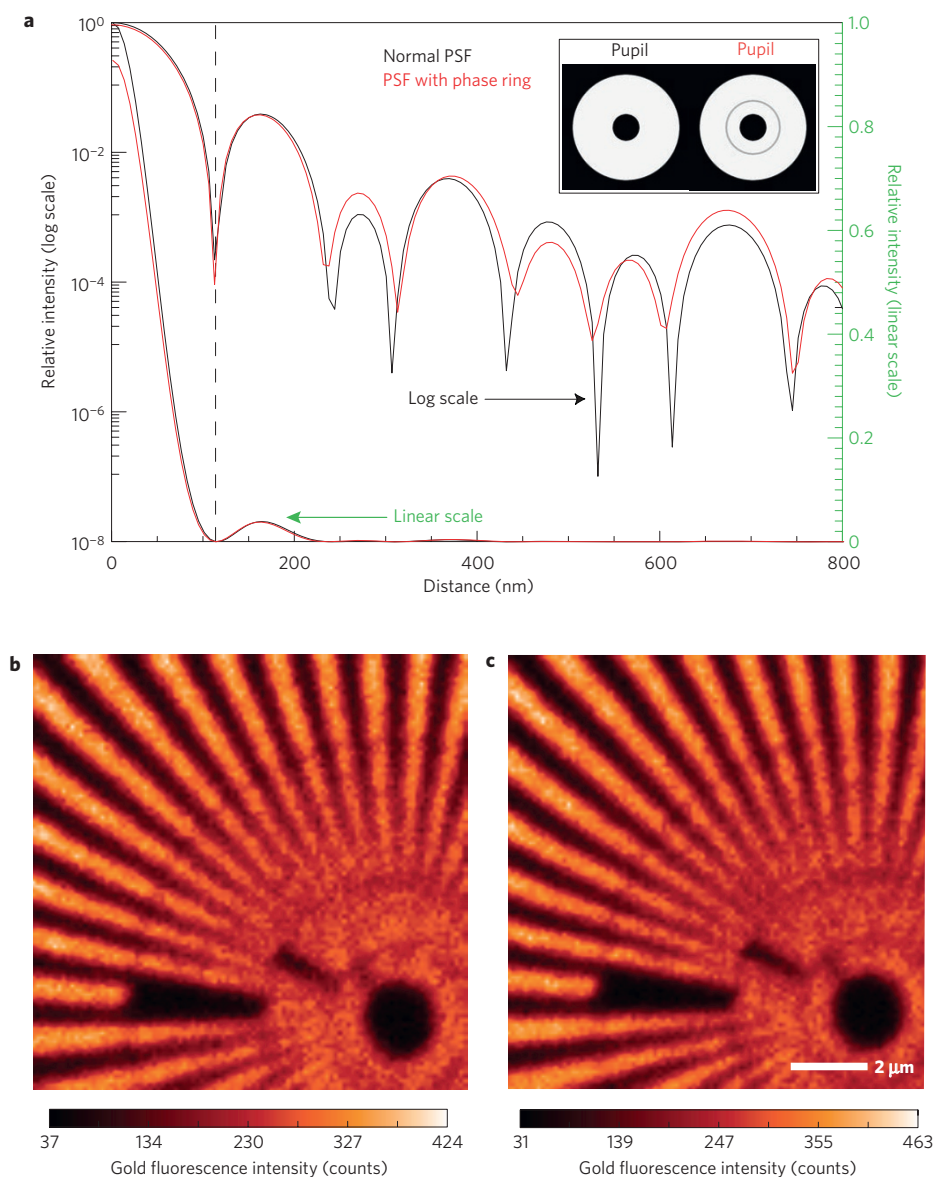 a
Normal PSF
PSF with phase ring
Pupil
Pupil
Relative intensity (log scale)
10⁰
10⁻²
10⁻⁴
10⁻⁶
10⁻⁸
Relative intensity (linear scale)
1.0
0.8
0.6
0.4
0.2
0
Log scale
Linear scale
0
200
400
600
800
Distance (nm)
b
c
2 μm
37
134
230
327
424
Gold fluorescence intensity (counts)
31
139
247
355
463
Gold fluorescence intensity (counts)